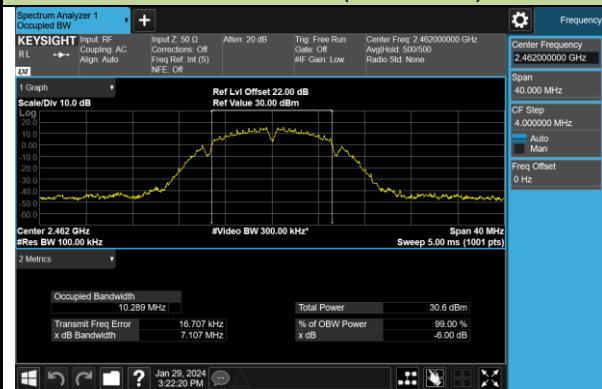 Spectrum Analyzer 1
Occupied BW
Frequency
KEYSIGHT
RL
Input: RF
Coupling: AC
Align: Auto
Input Z: 50 Ω
Corrections: Off
Freq Ref: Int (S)
NFE: Off
Atten: 20 dB
Trig: Free Run
Gate: Off
#IF Gain: Low
Center Freq: 2.462000000 GHz
Avg|Hold: 500/500
Radio Std: None
Center Frequency
2.462000000 GHz
Span
40.000 MHz
CF Step
4.000000 MHz
Auto
Man
Freq Offset
0 Hz
1 Graph
Scale/Div 10.0 dB
Ref Lvl Offset 22.00 dB
Ref Value 30.00 dBm
Log
20.0
10.0
0.00
-10.0
-20.0
-30.0
-40.0
-50.0
-60.0
Center 2.462 GHz
#Video BW 300.00 kHz*
Span 40 MHz
#Res BW 100.00 kHz
Sweep 5.00 ms (1001 pts)
2 Metrics
Occupied Bandwidth
10.289 MHz
Total Power 30.6 dBm
Transmit Freq Error 16.707 kHz
% of OBW Power 99.00 %
x dB Bandwidth 7.107 MHz
x dB -6.00 dB
?
Jan 29, 2024
3:22:20 PM